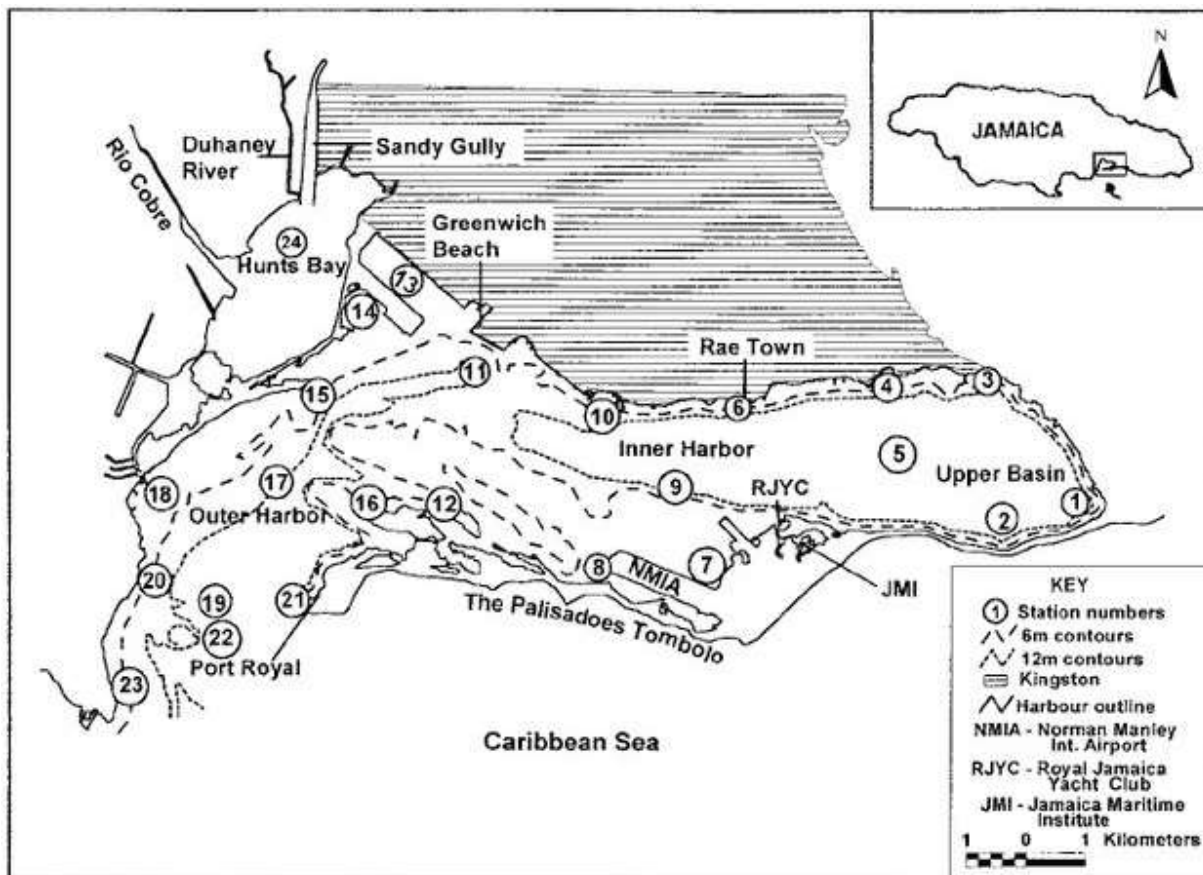 N
JAMAICA
Duhaney
River
Sandy Gully
Rio Cobre
Greenwich
Beach
24
Hunts Bay
13
14
Rae Town
11
15
10
6
4
3
Inner Harbor
5
Upper Basin
17
18
Outer Harbor
16
12
9
RJYC
2
1
20
19
21
8
NMIA
7
JMI
The Palisadoes Tombolo
22
Port Royal
23
Caribbean Sea
KEY
1 Station numbers
6m contours
12m contours
Kingston
Harbour outline
NMIA - Norman Manley
Int. Airport
RJYC - Royal Jamaica
Yacht Club
JMI - Jamaica Maritime
Institute
1 0 1 Kilometers